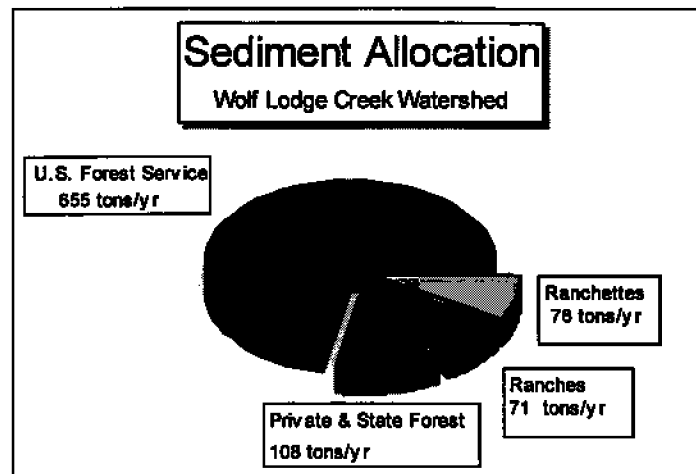 Sediment Allocation
Wolf Lodge Creek Watershed
U.S. Forest Service
655 tons/yr
Ranchettes
78 tons/yr
Ranches
71 tons/yr
Private & State Forest
108 tons/yr